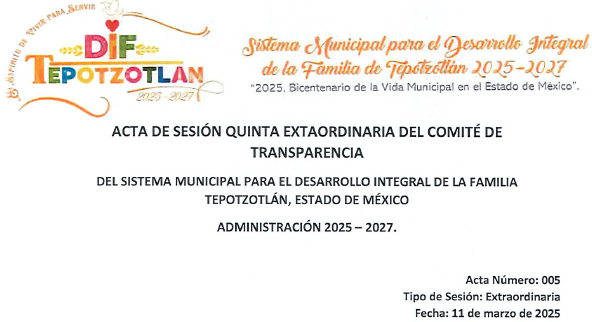 Espíritu de Vivir para Servir
DIF
TEPOTZOTLÁN
2025-2027
Sistema Municipal para el Desarrollo Integral
de la Familia de Tepotzotlán 2025-2027
"2025, Bicentenario de la Vida Municipal en el Estado de México".
ACTA DE SESIÓN QUINTA EXTAORDINARIA DEL COMITÉ DE
TRANSPARENCIA
DEL SISTEMA MUNICIPAL PARA EL DESARROLLO INTEGRAL DE LA FAMILIA
TEPOTZOTLÁN, ESTADO DE MÉXICO
ADMINISTRACIÓN 2025 – 2027.
Acta Número: 005
Tipo de Sesión: Extraordinaria
Fecha: 11 de marzo de 2025